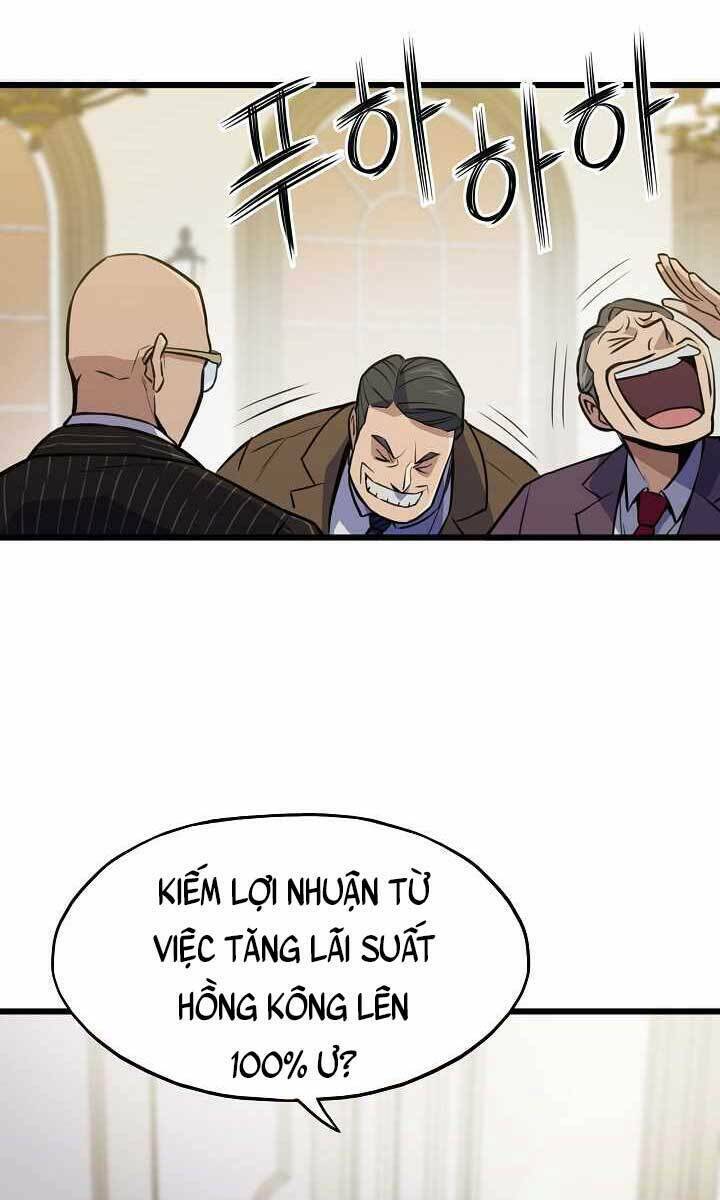 푸하하하
KIẾM LỢI NHUẬN TỪ
VIỆC TĂNG LÃI SUẤT
HỒNG KÔNG LÊN
100% Ư?